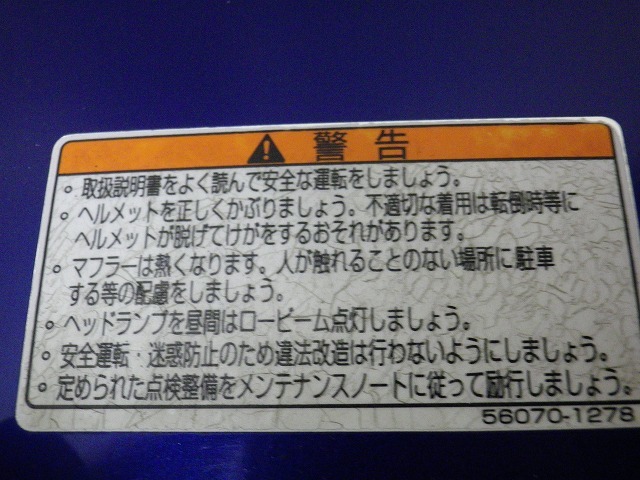 警告
。取扱説明書をよく読んで安全な運転をしましょう。
。ヘルメットを正しくかぶりましょう。不適切な着用は転倒時等に
ヘルメットが脱げてけがをするおそれがあります。
。マフラーは熱くなります。人が触れることのない場所に駐車
する等の配慮をしましょう。
。ヘッドランプを昼間はロービーム点灯しましょう。
。安全運転・迷惑防止のため違法改造は行わないようにしましょう。
。定められた点検整備をメンテナンスノートに従って励行しましょう。
56070-1278